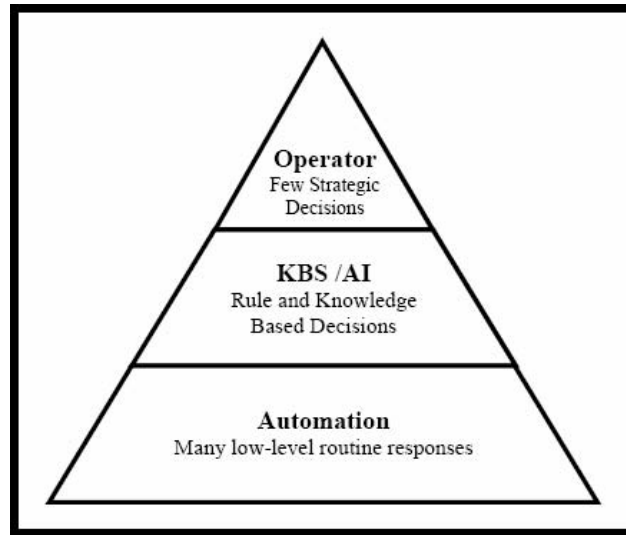 Operator
Few Strategic
Decisions
KBS /AI
Rule and Knowledge
Based Decisions
Automation
Many low-level routine responses